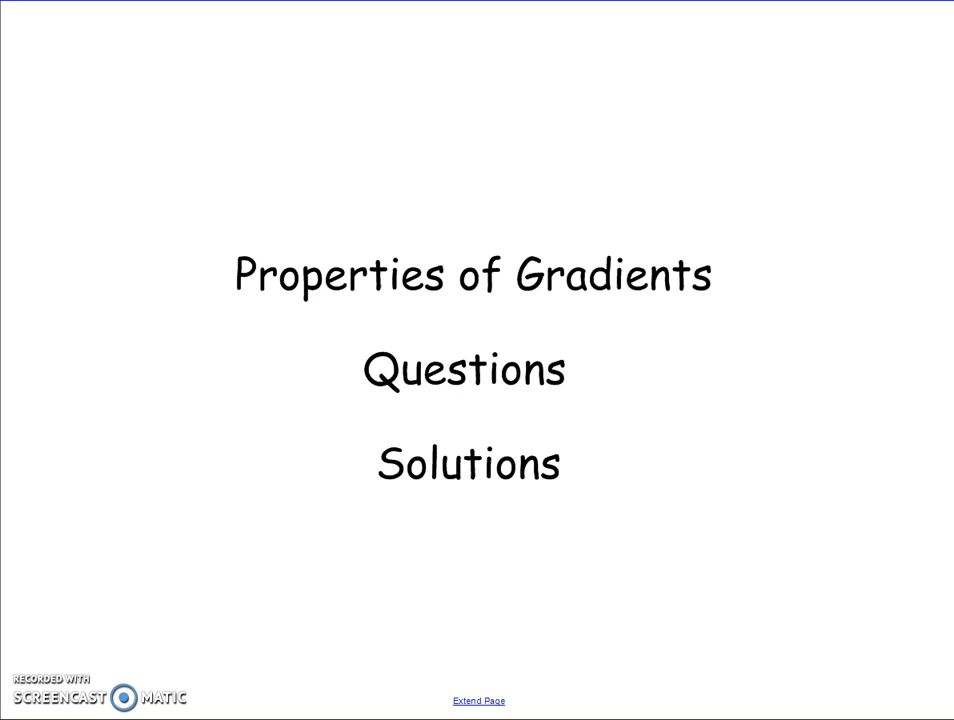 Properties of Gradients
Questions
Solutions
RECORDED WITH
SCREENCAST MATIC
Extend Page